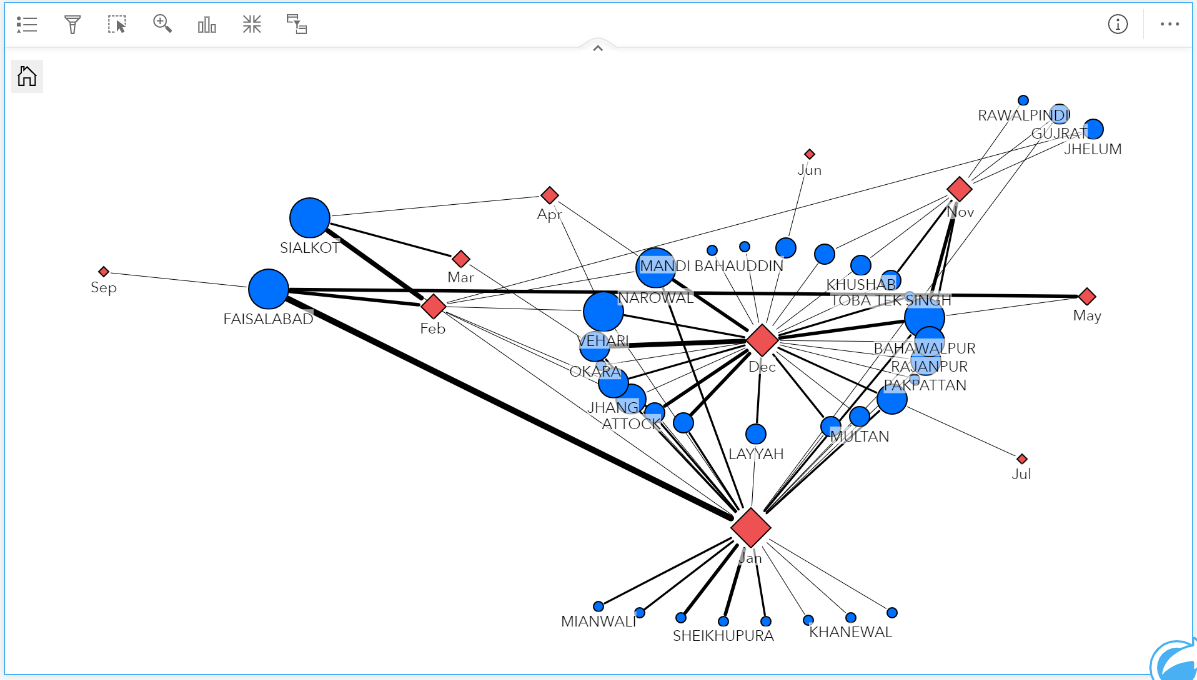 RAWALPINDI
GUJRAT
JHELUM
Jun
Nov
Apr
SIALKOT
Mar
MANDI BAHAUDDIN
Sep
KHUSHAB
NAROWAL
TOBA TEK SINGH
FAISALABAD
Feb
May
VEHARI
BAHAWALPUR
Dec
RAJANPUR
OKARA
PAKPATTAN
JHANG
ATTOCK
MULTAN
LAYYAH
Jul
Jan
MIANWALI
SHEIKHUPURA
KHANEWAL